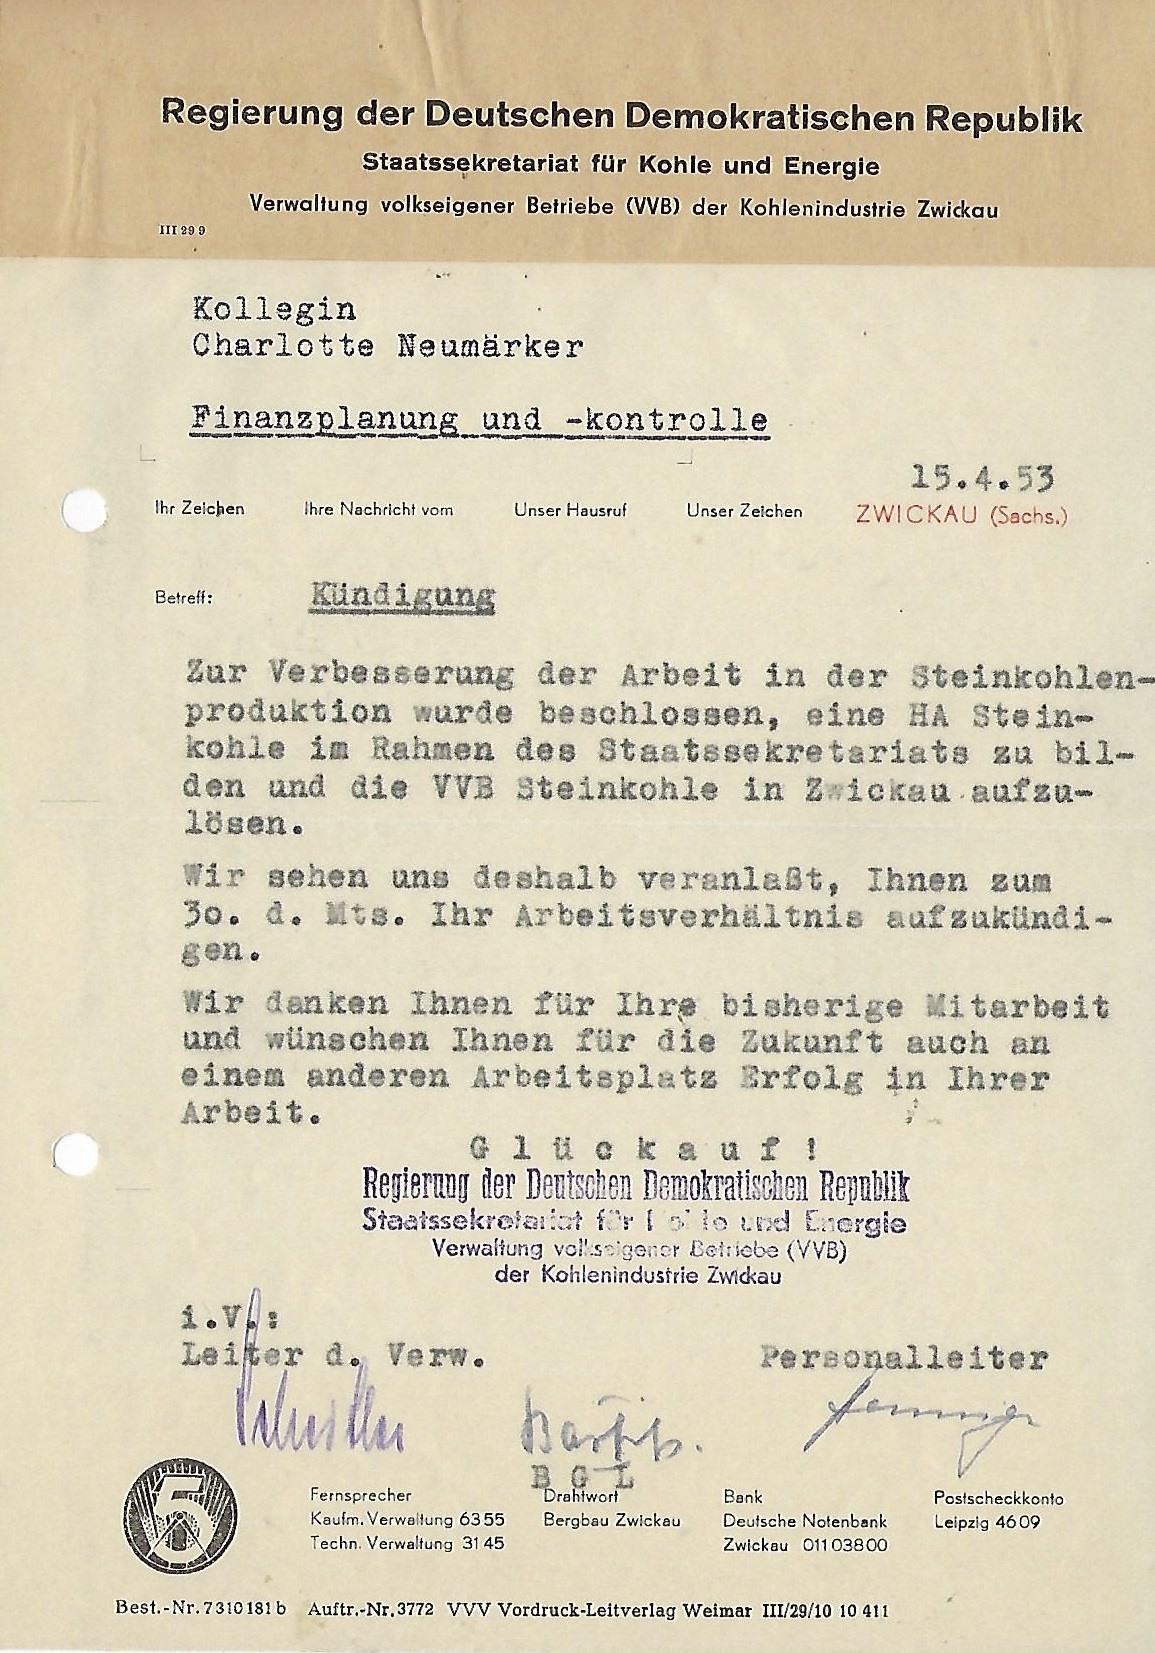 Regierung der Deutschen Demokratischen Republik
Staatssekretariat für Kohle und Energie
Verwaltung volkseigener Betriebe (VVB) der Kohlenindustrie Zwickau
III 29 9
Kollegin
Charlotte Neumärker
Finanzplanung und -kontrolle
15.4.53
Ihr Zeichen Ihre Nachricht vom Unser Hausruf Unser Zeichen ZWICKAU (Sachs.)
Betreff: Kündigung
Zur Verbesserung der Arbeit in der Steinkohlen-
produktion wurde beschlossen, eine HA Stein-
kohle im Rahmen des Staatssekretariats zu bil-
den und die VVB Steinkohle in Zwickau aufzu-
lösen.
Wir sehen uns deshalb veranlaßt, Ihnen zum
30. d. Mts. Ihr Arbeitsverhältnis aufzukündi-
gen.
Wir danken Ihnen für Ihre bisherige Mitarbeit
und wünschen Ihnen für die Zukunft auch an
einem anderen Arbeitsplatz Erfolg in Ihrer
Arbeit.
G l ü c k a u f !
Regierung der Deutschen Demokratischen Republik
Staatssekretariat für Kohle und Energie
Verwaltung volkseigener Betriebe (VVB)
der Kohlenindustrie Zwickau
i.V.:
Leiter d. Verw. Personalleiter
B G L
5
Fernsprecher Drahtwort Bank Postscheckkonto
Kaufm. Verwaltung 6355 Bergbau Zwickau Deutsche Notenbank Leipzig 4609
Techn. Verwaltung 3145 Zwickau 01103800
Best.-Nr. 7310181b Auftr.-Nr. 3772 VVV Vordruck-Leitverlag Weimar III/29/10 10 411